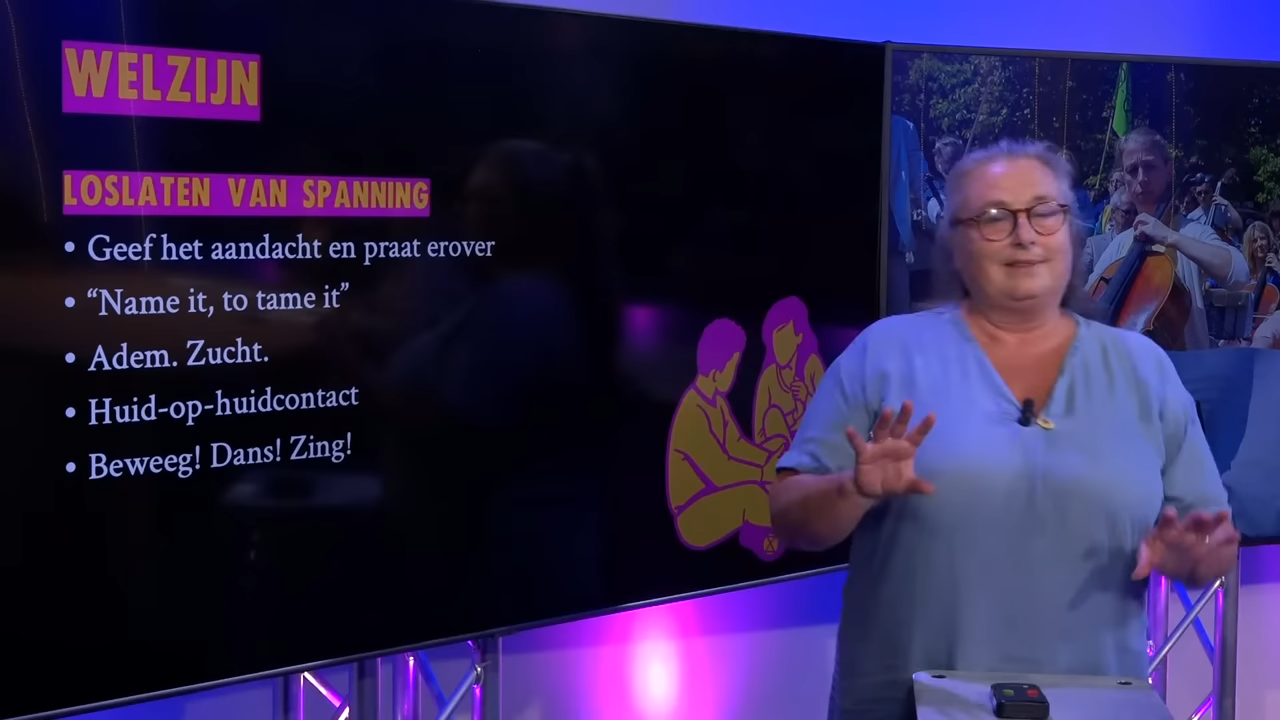 WELZIJN
LOSLATEN VAN SPANNING
• Geef het aandacht en praat erover
• “Name it, to tame it”
• Adem. Zucht.
• Huid-op-huidcontact
• Beweeg! Dans! Zing!